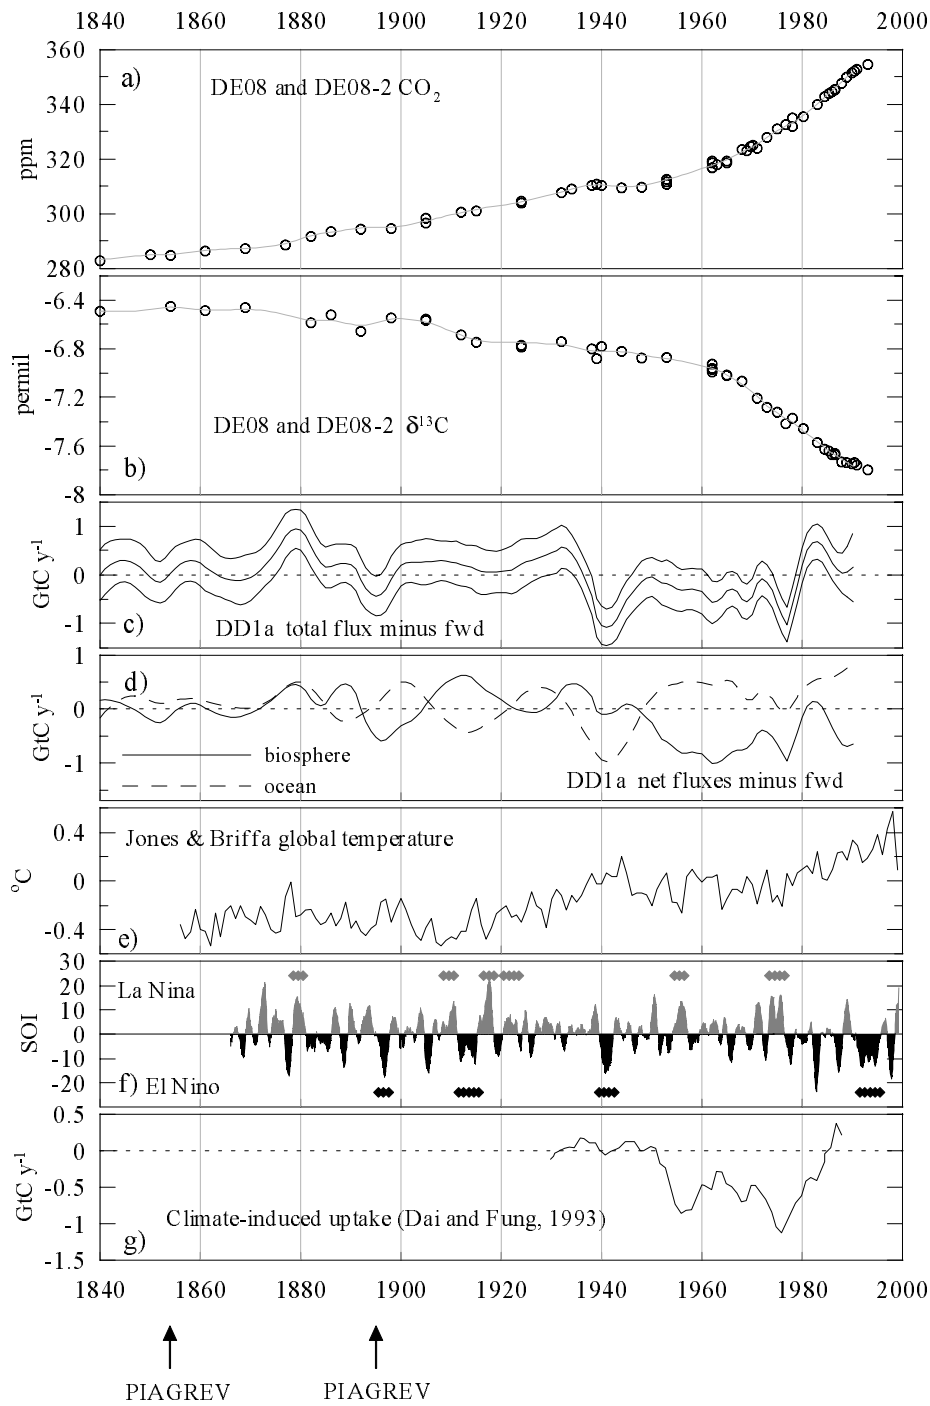 1840 1860 1880 1900 1920 1940 1960 1980 2000
360
a)
DE08 and DE08-2 CO2
340
ppm
320
300
280
-6.4
-6.8
permil
-7.2
DE08 and DE08-2 δ13C
-7.6
b)
-8
1
GtC y-1
0
-1
c)
DD1a total flux minus fwd
1
d)
GtC y-1
0
biosphere
-1
DD1a net fluxes minus fwd
ocean
Jones & Briffa global temperature
0.4
°C
0
-0.4
e)
30
La Nina
20
10
SOI
0
-10
f) El Nino
-20
-30
0.5
0
GtC y-1
-0.5
Climate-induced uptake (Dai and Fung, 1993)
-1
g)
-1.5
1840 1860 1880 1900 1920 1940 1960 1980 2000
PIAGREV PIAGREV